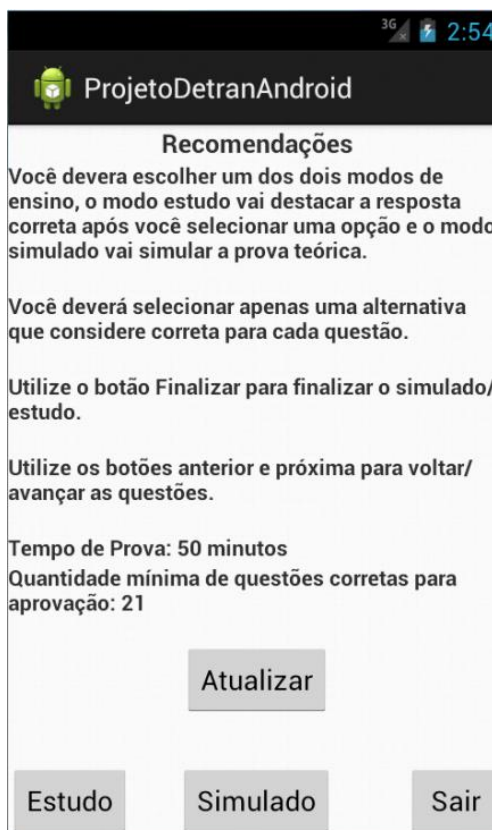 3G 2:54
ProjetoDetranAndroid
Recomendações
Você devera escolher um dos dois modos de
ensino, o modo estudo vai destacar a resposta
correta após você selecionar uma opção e o modo
simulado vai simular a prova teórica.
Você deverá selecionar apenas uma alternativa
que considere correta para cada questão.
Utilize o botão Finalizar para finalizar o simulado/
estudo.
Utilize os botões anterior e próxima para voltar/
avançar as questões.
Tempo de Prova: 50 minutos
Quantidade mínima de questões corretas para
aprovação: 21
Atualizar
Estudo Simulado Sair